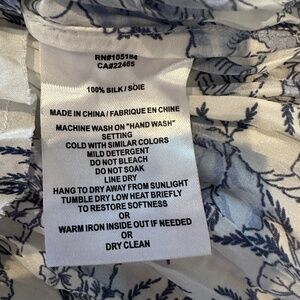 RN#105184
CA#22465
100% SILK / SOIE
MADE IN CHINA / FABRIQUE EN CHINE
MACHINE WASH ON "HAND WASH"
SETTING
COLD WITH SIMILAR COLORS
MILD DETERGENT
DO NOT BLEACH
DO NOT SOAK
LINE DRY
HANG TO DRY AWAY FROM SUNLIGHT
TUMBLE DRY LOW HEAT BRIEFLY
TO RESTORE SOFTNESS
OR
WARM IRON INSIDE OUT IF NEEDED
OR
DRY CLEAN